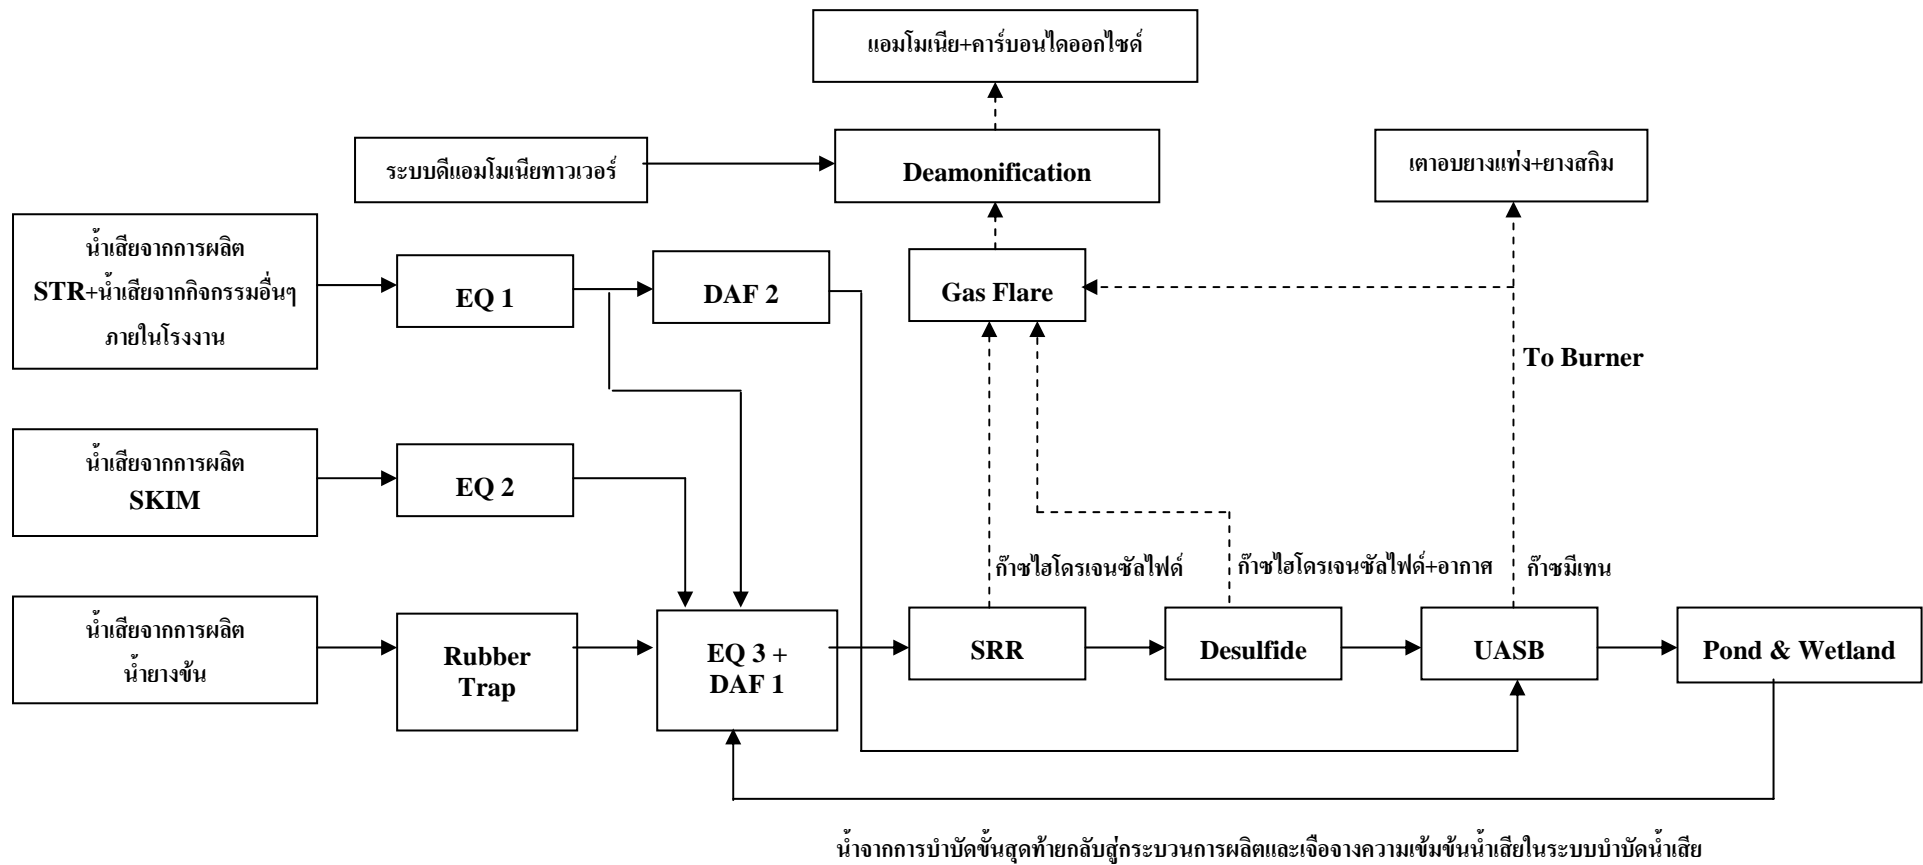 แอมโมเนีย+คาร์บอนไดออกไซด์
ระบบดีแอมโมเนียทาวเวอร์
Deamonification
เตาอบยางแท่ง+ยางสกิม
น้ำเสียจากการผลิต
STR+น้ำเสียจากกิจกรรมอื่นๆ
ภายในโรงงาน
EQ 1
DAF 2
Gas Flare
To Burner
น้ำเสียจากการผลิต
SKIM
EQ 2
ก๊าซไฮโดรเจนซัลไฟด์
ก๊าซไฮโดรเจนซัลไฟด์+อากาศ
ก๊าซมีเทน
น้ำเสียจากการผลิต
น้ำยางข้น
Rubber
Trap
EQ 3 +
DAF 1
SRR
Desulfide
UASB
Pond & Wetland
น้ำจากการบำบัดขั้นสุดท้ายกลับสู่กระบวนการผลิตและเจือจางความเข้มข้นน้ำเสียในระบบบำบัดน้ำเสีย